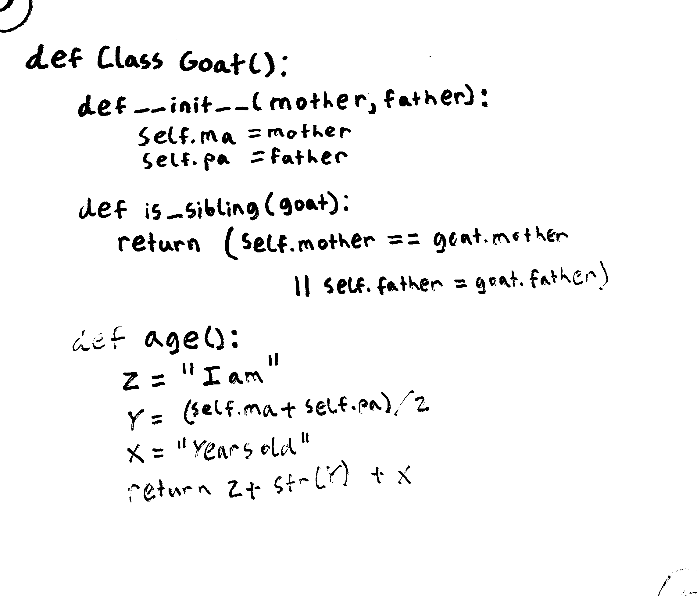 def Class Goat():
def __init__(mother, father):
self.ma = mother
self.pa = father
def is_sibling(goat):
return (self.mother == goat.mother
|| self.father = goat.father)
def age():
Z = "I am"
Y = (self.ma + self.pa)/2
X = "Years old"
return Z + str(Y) + X